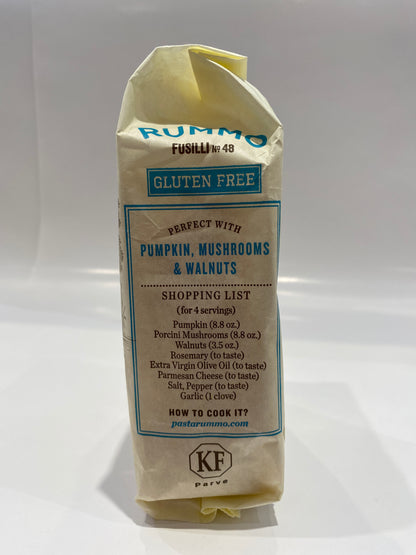 RUMMO
FUSILLI Nº 48
GLUTEN FREE
PERFECT WITH
PUMPKIN, MUSHROOMS
& WALNUTS
SHOPPING LIST
(for 4 servings)
Pumpkin (8.8 oz.)
Porcini Mushrooms (8.8 oz.)
Walnuts (3.5 oz.)
Rosemary (to taste)
Extra Virgin Olive Oil (to taste)
Parmesan Cheese (to taste)
Salt, Pepper (to taste)
Garlic (1 clove)
HOW TO COOK IT?
pastarummo.com
KF
Parve